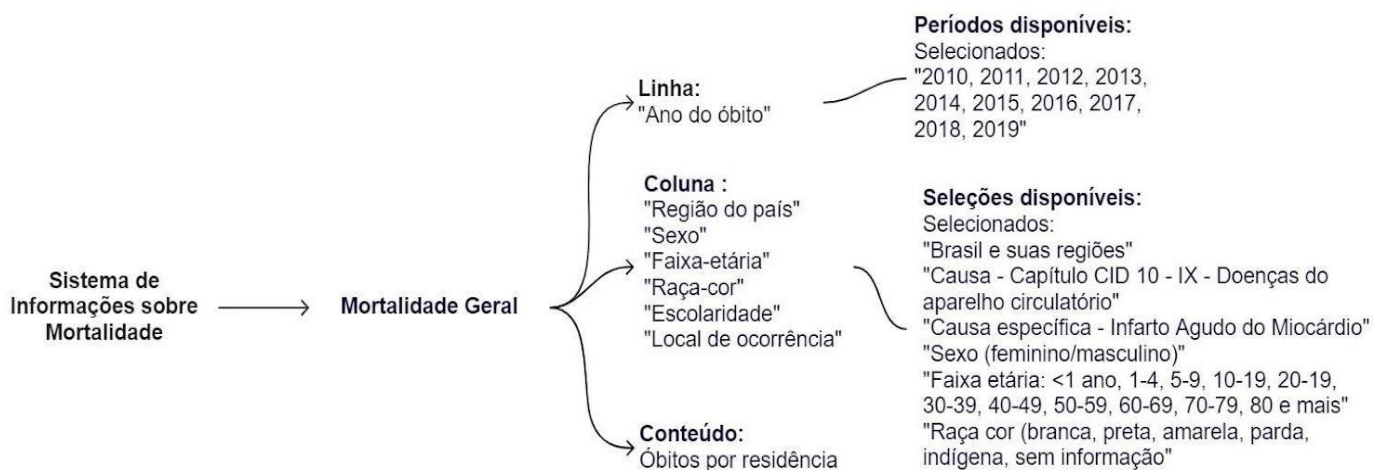 Sistema de
Informações sobre
Mortalidade
Mortalidade Geral
Linha:
"Ano do óbito"
Períodos disponíveis:
Selecionados:
"2010, 2011, 2012, 2013,
2014, 2015, 2016, 2017,
2018, 2019"
Coluna :
"Região do país"
"Sexo"
"Faixa-etária"
"Raça-cor"
"Escolaridade"
"Local de ocorrência"
Seleções disponíveis:
Selecionados:
"Brasil e suas regiões"
"Causa - Capítulo CID 10 - IX - Doenças do
aparelho circulatório"
"Causa específica - Infarto Agudo do Miocárdio"
"Sexo (feminino/masculino)"
"Faixa etária: <1 ano, 1-4, 5-9, 10-19, 20-19,
30-39, 40-49, 50-59, 60-69, 70-79, 80 e mais"
"Raça cor (branca, preta, amarela, parda,
indígena, sem informação"
Conteúdo:
Óbitos por residência